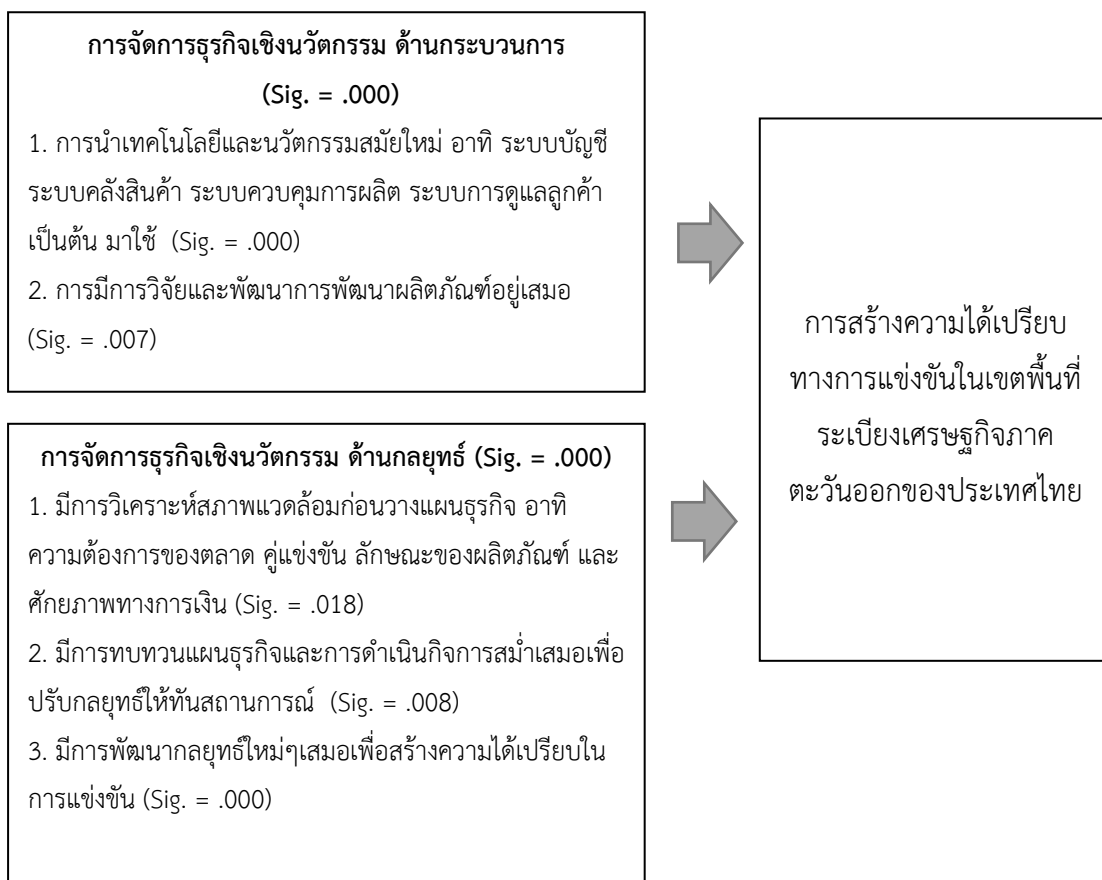 การจัดการธุรกิจเชิงนวัตกรรม ด้านกระบวนการ
(Sig. = .000)
1. การนำเทคโนโลยีและนวัตกรรมสมัยใหม่ อาทิ ระบบบัญชี
ระบบคลังสินค้า ระบบควบคุมการผลิต ระบบการดูแลลูกค้า
เป็นต้น มาใช้ (Sig. = .000)
2. การมีการวิจัยและพัฒนาการพัฒนาผลิตภัณฑ์อยู่เสมอ
(Sig. = .007)
การจัดการธุรกิจเชิงนวัตกรรม ด้านกลยุทธ์ (Sig. = .000)
1. มีการวิเคราะห์สภาพแวดล้อมก่อนวางแผนธุรกิจ อาทิ
ความต้องการของตลาด คู่แข่งขัน ลักษณะของผลิตภัณฑ์ และ
ศักยภาพทางการเงิน (Sig. = .018)
2. มีการทบทวนแผนธุรกิจและการดำเนินกิจการสม่ำเสมอเพื่อ
ปรับกลยุทธ์ให้ทันสถานการณ์ (Sig. = .008)
3. มีการพัฒนากลยุทธ์ใหม่ๆเสมอเพื่อสร้างความได้เปรียบใน
การแข่งขัน (Sig. = .000)
การสร้างความได้เปรียบ
ทางการแข่งขันในเขตพื้นที่
ระเบียงเศรษฐกิจภาค
ตะวันออกของประเทศไทย